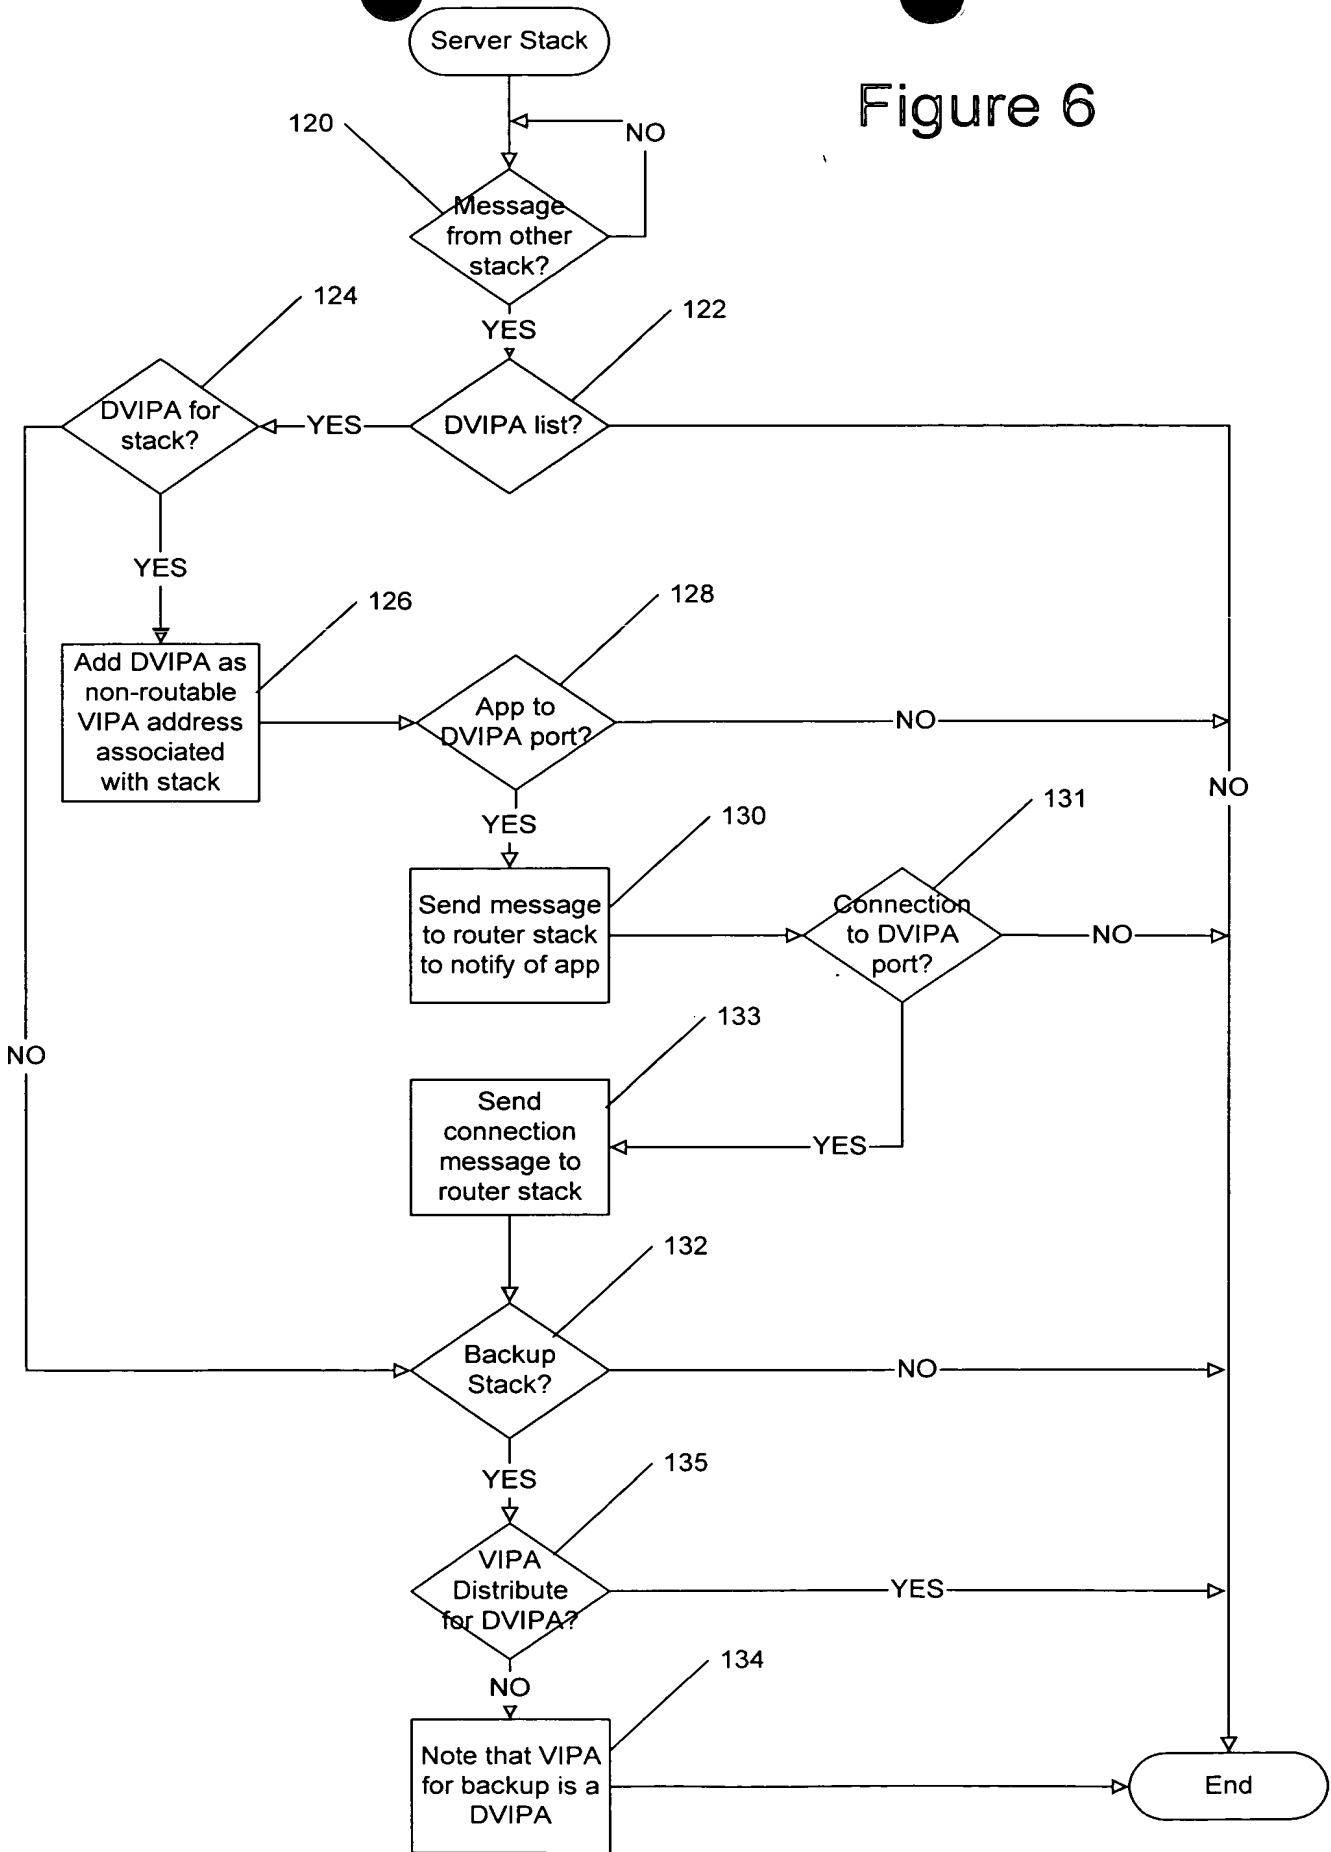 Server Stack
Figure 6
120
NO
Message
from other
stack?
124
YES
122
DVIPA for
stack?
YES
DVIPA list?
YES
126
128
Add DVIPA as
non-routable
VIPA address
associated
with stack
App to
DVIPA port?
NO
NO
YES
130
131
Send message
to router stack
to notify of app
Connection
to DVIPA
port?
NO
133
NO
Send
connection
message to
router stack
YES
132
Backup
Stack?
NO
YES
135
VIPA
Distribute
for DVIPA?
YES
NO
134
Note that VIPA
for backup is a
DVIPA
End